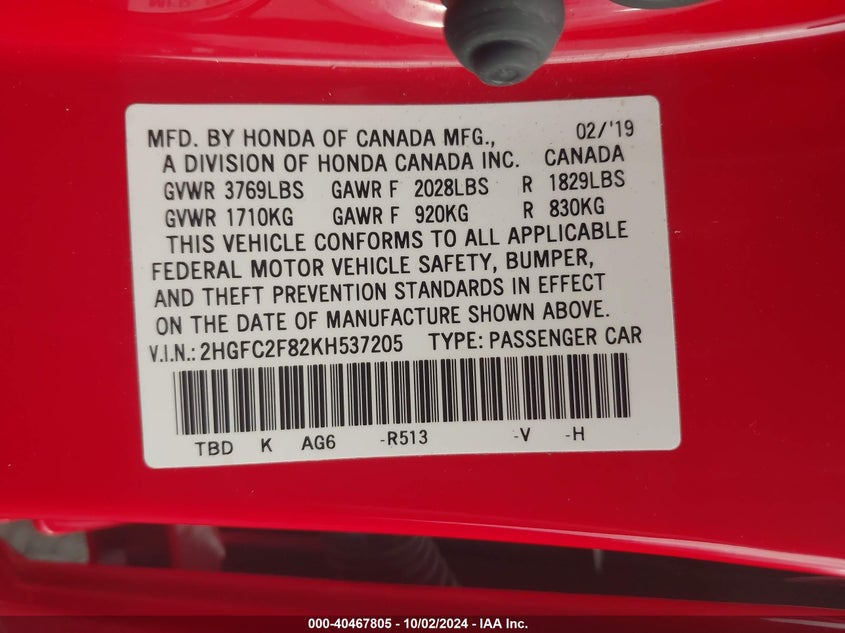 MFD. BY HONDA OF CANADA MFG., 02/'19
A DIVISION OF HONDA CANADA INC. CANADA
GVWR 3769LBS GAWR F 2028LBS R 1829LBS
GVWR 1710KG GAWR F 920KG R 830KG
THIS VEHICLE CONFORMS TO ALL APPLICABLE
FEDERAL MOTOR VEHICLE SAFETY, BUMPER,
AND THEFT PREVENTION STANDARDS IN EFFECT
ON THE DATE OF MANUFACTURE SHOWN ABOVE.
V.I.N.: 2HGFC2F82KH537205 TYPE: PASSENGER CAR
TBD K AG6 -R513 -V -H
000-40467805 - 10/02/2024 - IAA Inc.